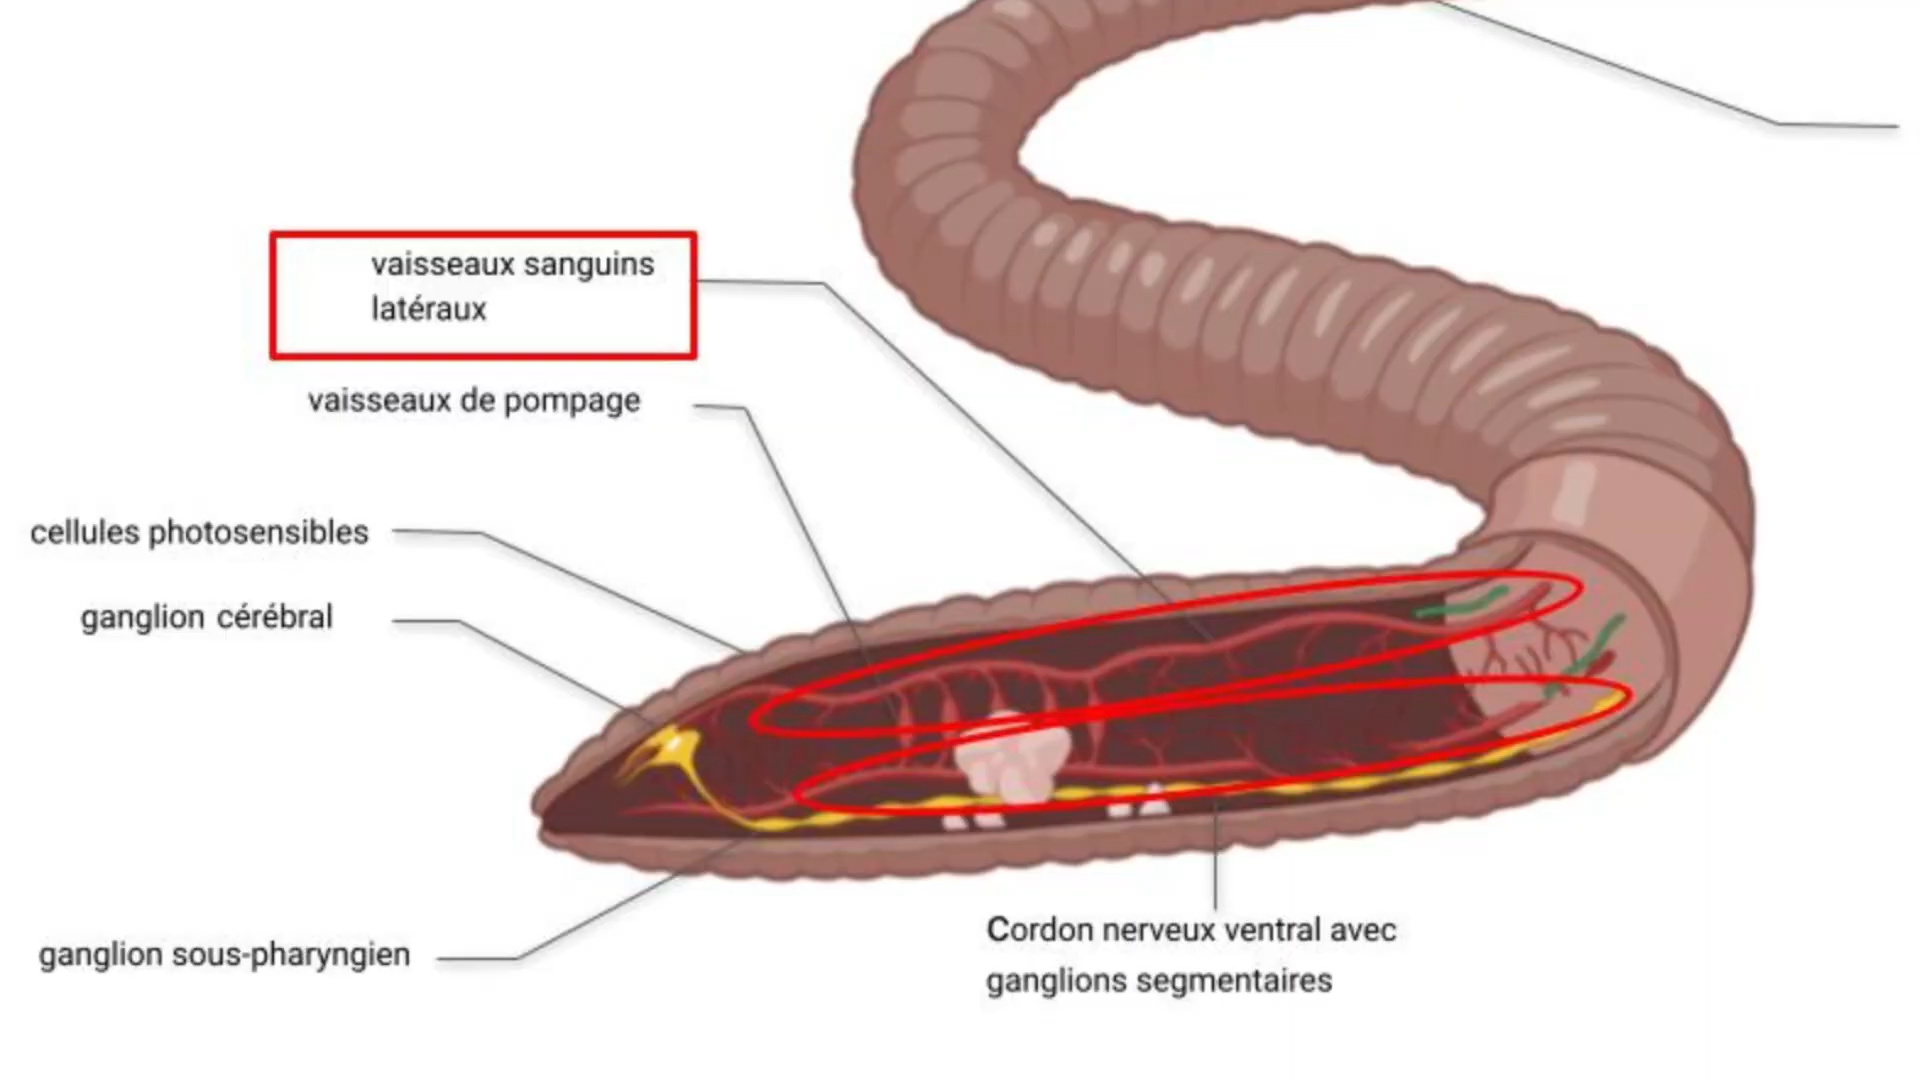 vaisseaux sanguins
latéraux
vaisseaux de pompage
cellules photosensibles
ganglion cérébral
ganglion sous-pharyngien
Cordon nerveux ventral avec
ganglions segmentaires